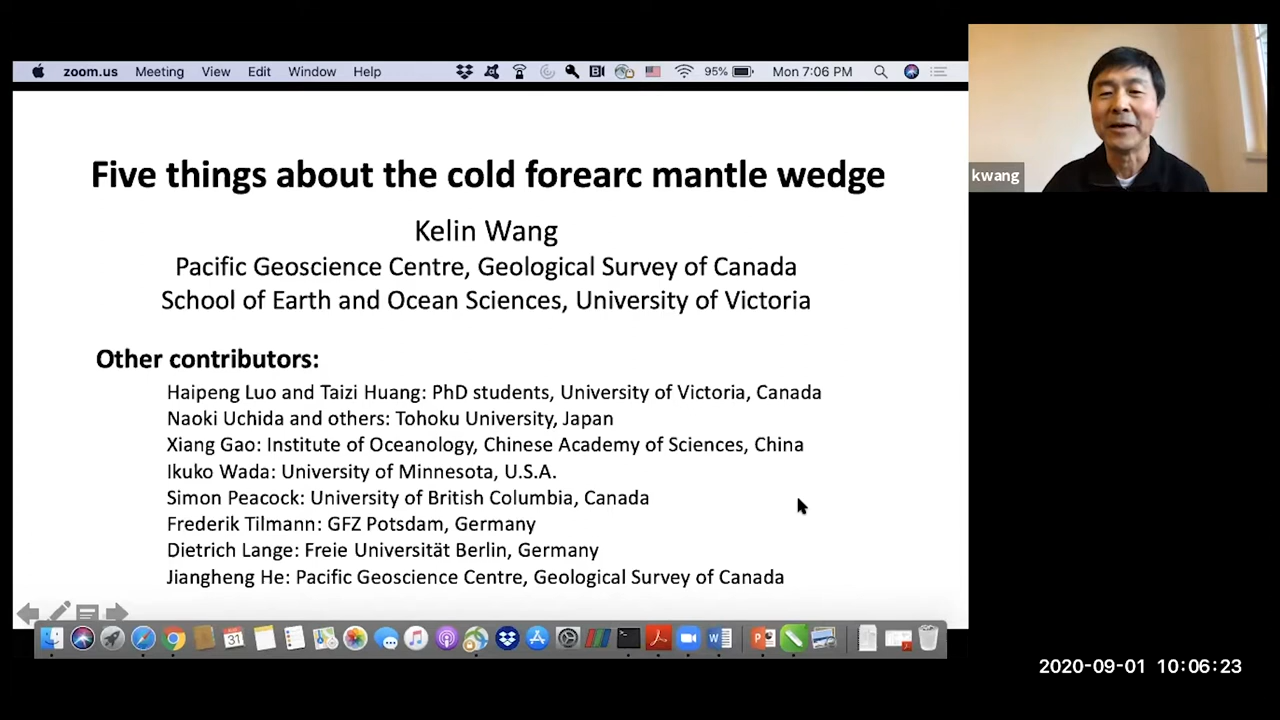 zoom.us Meeting View Edit Window Help 95% Mon 7:06 PM
Five things about the cold forearc mantle wedge
kwang
Kelin Wang
Pacific Geoscience Centre, Geological Survey of Canada
School of Earth and Ocean Sciences, University of Victoria
Other contributors:
Haipeng Luo and Taizi Huang: PhD students, University of Victoria, Canada
Naoki Uchida and others: Tohoku University, Japan
Xiang Gao: Institute of Oceanology, Chinese Academy of Sciences, China
Ikuko Wada: University of Minnesota, U.S.A.
Simon Peacock: University of British Columbia, Canada
Frederik Tilmann: GFZ Potsdam, Germany
Dietrich Lange: Freie Universität Berlin, Germany
Jiangheng He: Pacific Geoscience Centre, Geological Survey of Canada
31
2020-09-01 10:06:23